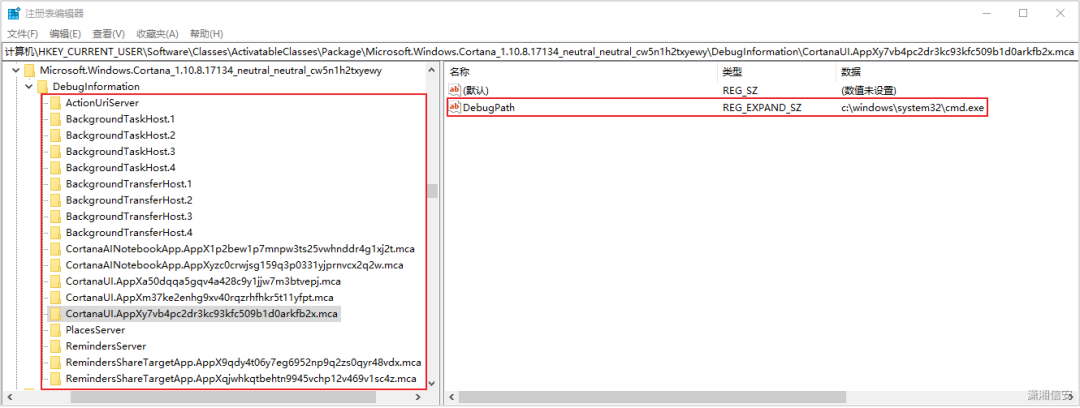 注册表编辑器
文件(F) 编辑(E) 查看(V) 收藏夹(A) 帮助(H)
计算机\HKEY_CURRENT_USER\Software\Classes\ActivatableClasses\Package\Microsoft.Windows.Cortana_1.10.8.17134_neutral_neutral_cw5n1h2txyewy\DebugInformation\CortanaUI.AppXy7vb4pc2dr3kc93kfc509b1d0arkfb2x.mca
Microsoft.Windows.Cortana_1.10.8.17134_neutral_neutral_cw5n1h2txyewy
DebugInformation
ActionUriServer
BackgroundTaskHost.1
BackgroundTaskHost.2
BackgroundTaskHost.3
BackgroundTaskHost.4
BackgroundTransferHost.1
BackgroundTransferHost.2
BackgroundTransferHost.3
BackgroundTransferHost.4
CortanaAINotebookApp.AppX1p2bew1p7mnpw3ts25vwhnddr4g1xj2t.mca
CortanaAINotebookApp.AppXyzc0crwjsg159q3p0331yjprnvcx2q2w.mca
CortanaUI.AppXa50dqqa5gqv4a428c9y1jjw7m3btvepj.mca
CortanaUI.AppXm37ke2enhg9xv40rqzrhfhkr5t11yfpt.mca
CortanaUI.AppXy7vb4pc2dr3kc93kfc509b1d0arkfb2x.mca
PlacesServer
RemindersServer
RemindersShareTargetApp.AppX9qdy4t06y7eg6952np9q2zs0qyr48vdx.mca
RemindersShareTargetApp.AppXqjwhkqtbehtn9945vchp12v469v1sc4z.mca
名称 类型 数据
(默认) REG_SZ (数值未设置)
DebugPath REG_EXPAND_SZ c:\windows\system32\cmd.exe
潇湘信安